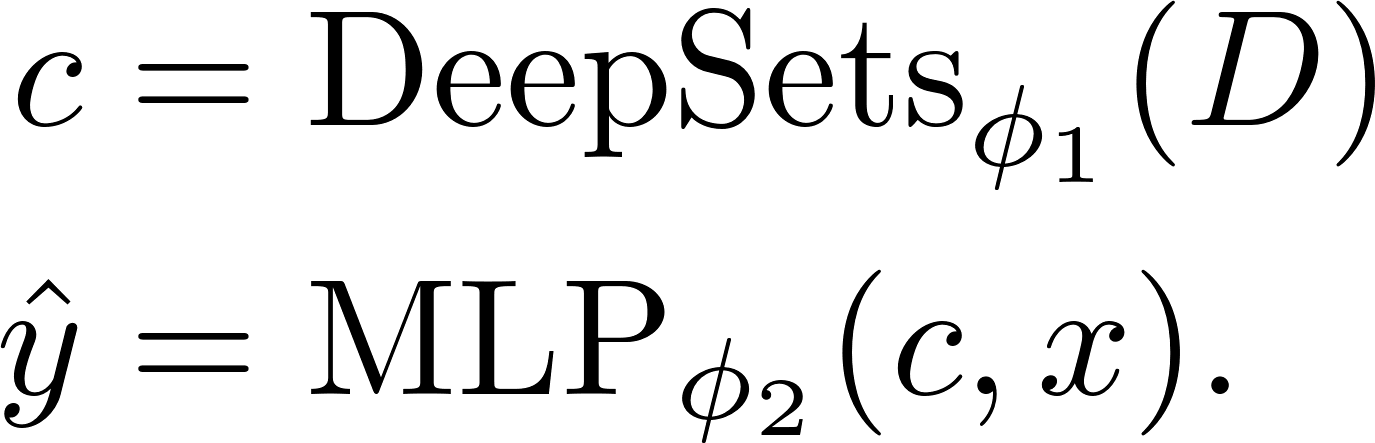 c = DeepSets_{ϕ_1}(D)
ŷ = MLP_{ϕ_2}(c, x).